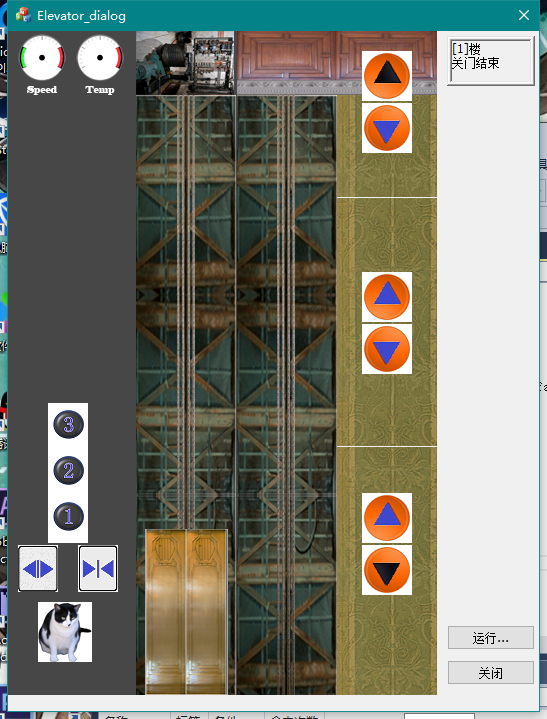 Elevator_dialog
Speed
Temp
[1]楼
关门结束
3
2
1
运行...
关闭